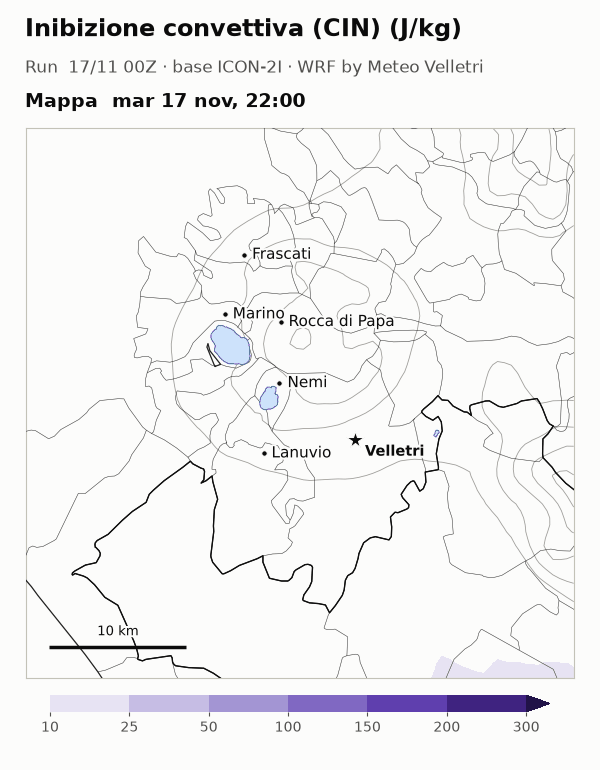 Inibizione convettiva (CIN) (J/kg)
Run  17/11 00Z · base ICON-2I · WRF by Meteo Velletri
Mappa  mar 17 nov, 22:00
Frascati
Marino
Rocca di Papa
Nemi
Velletri
Lanuvio
10 km
10 25 50 100 150 200 300